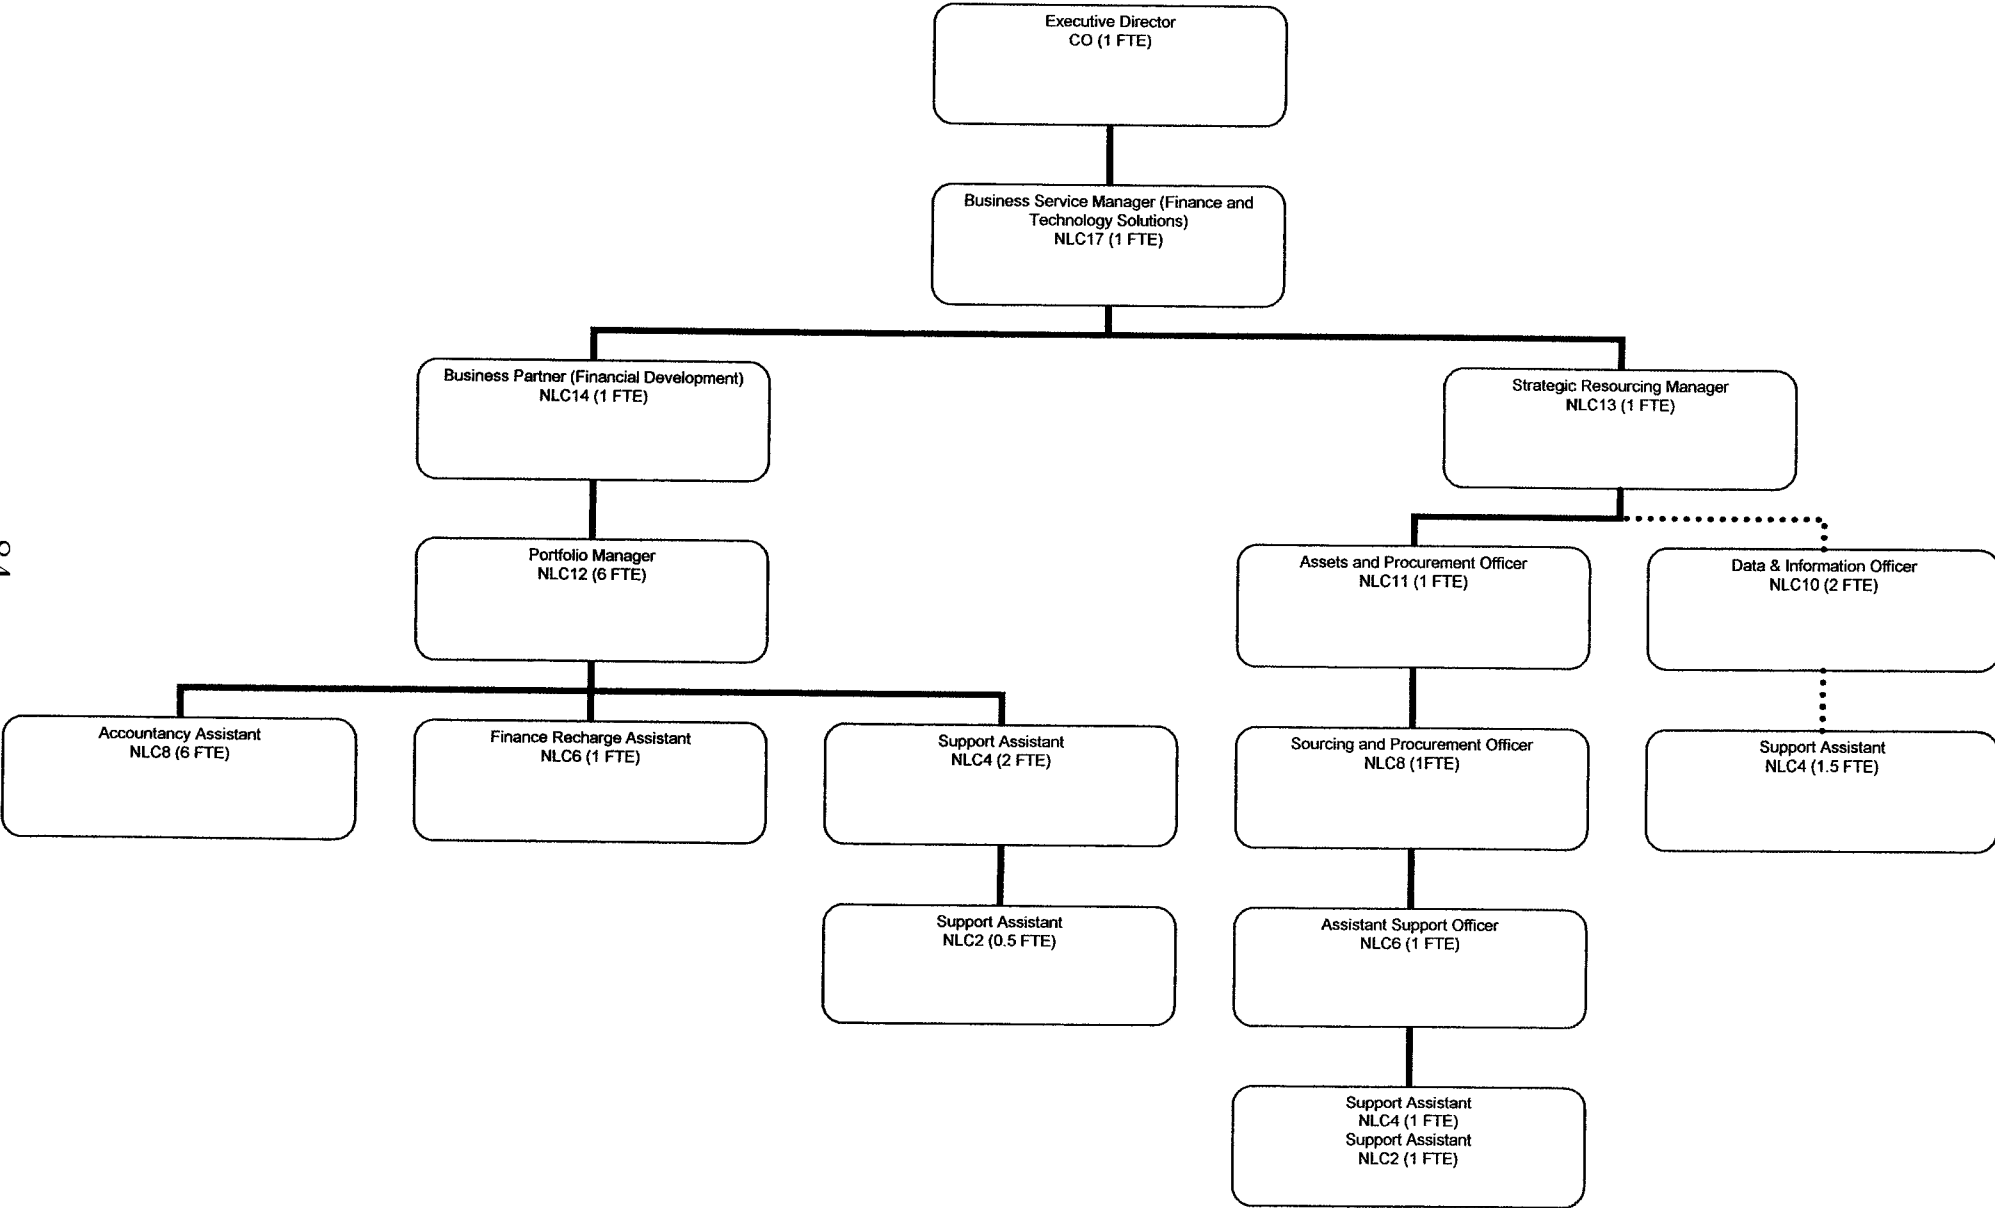 Executive Director
CO (1 FTE)
Business Service Manager (Finance and
Technology Solutions)
NLC17 (1 FTE)
Business Partner (Financial Development)
NLC14 (1 FTE)
Strategic Resourcing Manager
NLC13 (1 FTE)
Portfolio Manager
NLC12 (6 FTE)
Assets and Procurement Officer
NLC11 (1 FTE)
Data & Information Officer
NLC10 (2 FTE)
Accountancy Assistant
NLC8 (6 FTE)
Finance Recharge Assistant
NLC6 (1 FTE)
Support Assistant
NLC4 (2 FTE)
Sourcing and Procurement Officer
NLC8 (1FTE)
Support Assistant
NLC4 (1.5 FTE)
Support Assistant
NLC2 (0.5 FTE)
Assistant Support Officer
NLC6 (1 FTE)
Support Assistant
NLC4 (1 FTE)
Support Assistant
NLC2 (1 FTE)